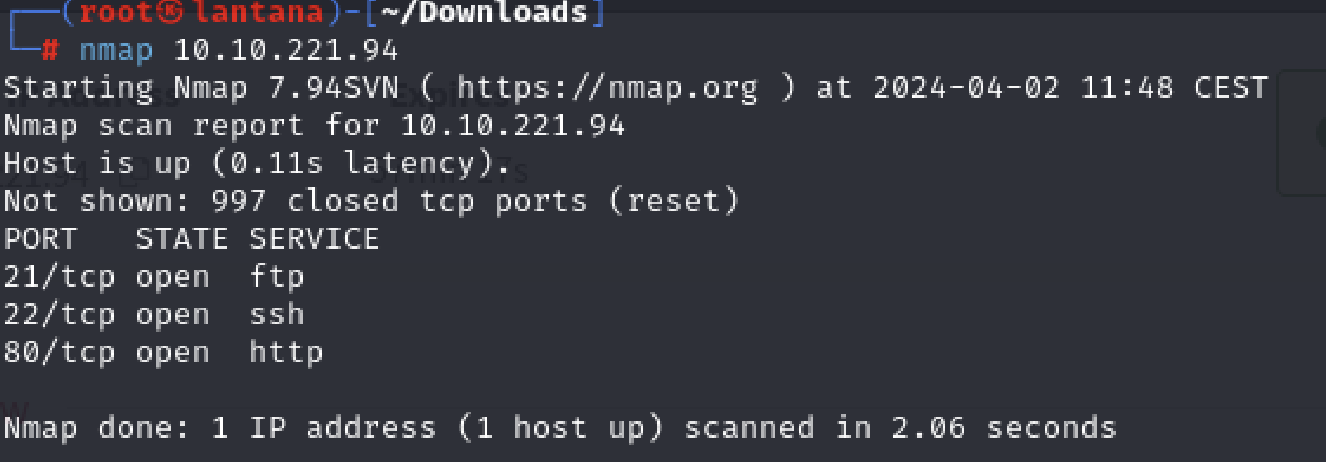 ┌──(root㉿lantana)-[~/Downloads]
└─# nmap 10.10.221.94
Starting Nmap 7.94SVN ( https://nmap.org ) at 2024-04-02 11:48 CEST
Nmap scan report for 10.10.221.94
Host is up (0.11s latency).
Not shown: 997 closed tcp ports (reset)
PORT   STATE SERVICE
21/tcp open  ftp
22/tcp open  ssh
80/tcp open  http
Nmap done: 1 IP address (1 host up) scanned in 2.06 seconds